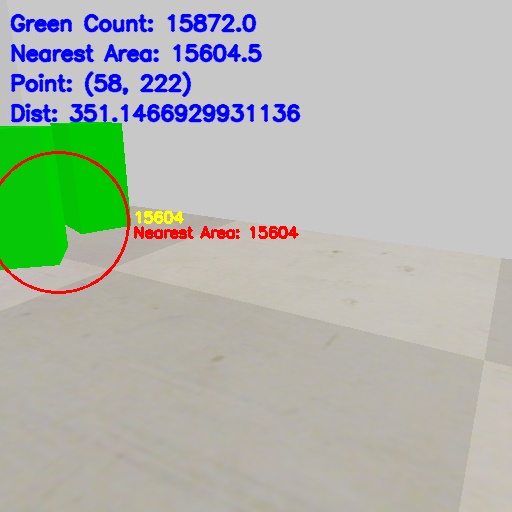 Green Count: 15872.0
Nearest Area: 15604.5
Point: (58, 222)
Dist: 351.1466929931136
15604
Nearest Area: 15604